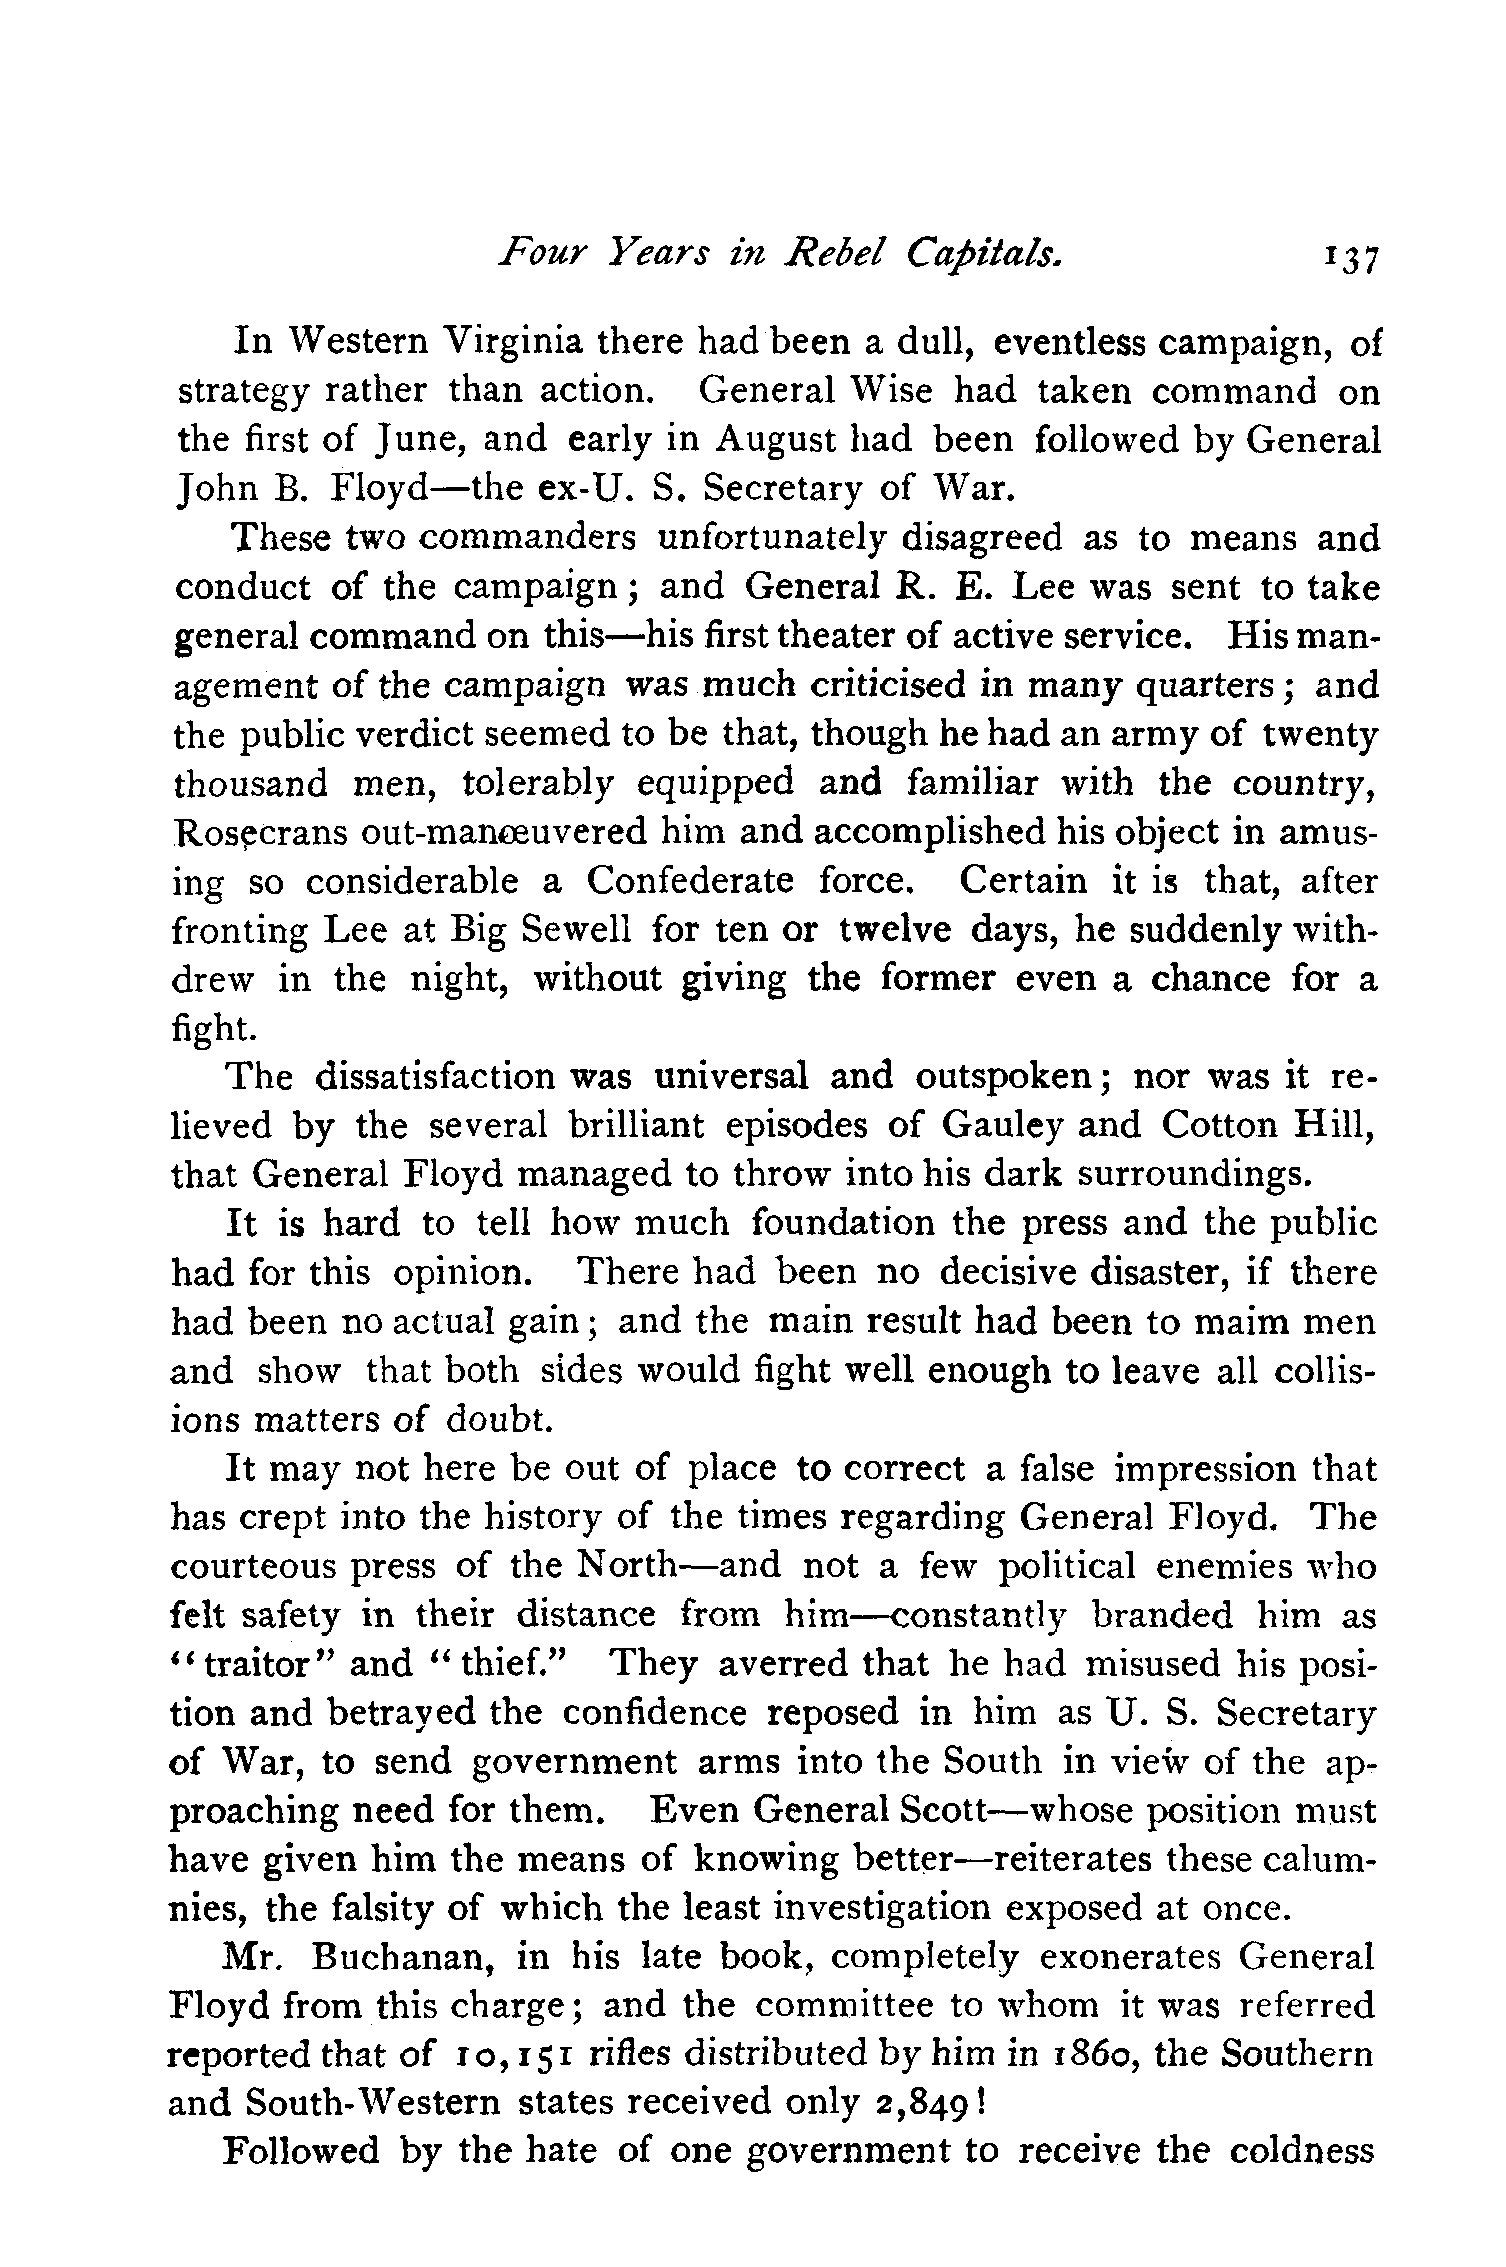 Four Years in Rebel Capitals. 137
In Western Virginia there had been a dull, eventless campaign, of
strategy rather than action. General Wise had taken command on
the first of June, and early in August had been followed by General
John B. Floyd—the ex-U. S. Secretary of War.
These two commanders unfortunately disagreed as to means and
conduct of the campaign; and General R. E. Lee was sent to take
general command on this—his first theater of active service. His man-
agement of the campaign was much criticised in many quarters; and
the public verdict seemed to be that, though he had an army of twenty
thousand men, tolerably equipped and familiar with the country,
Rosecrans out-manœuvered him and accomplished his object in amus-
ing so considerable a Confederate force. Certain it is that, after
fronting Lee at Big Sewell for ten or twelve days, he suddenly with-
drew in the night, without giving the former even a chance for a
fight.
The dissatisfaction was universal and outspoken; nor was it re-
lieved by the several brilliant episodes of Gauley and Cotton Hill,
that General Floyd managed to throw into his dark surroundings.
It is hard to tell how much foundation the press and the public
had for this opinion. There had been no decisive disaster, if there
had been no actual gain; and the main result had been to maim men
and show that both sides would fight well enough to leave all collis-
ions matters of doubt.
It may not here be out of place to correct a false impression that
has crept into the history of the times regarding General Floyd. The
courteous press of the North—and not a few political enemies who
felt safety in their distance from him—constantly branded him as
"traitor" and "thief." They averred that he had misused his posi-
tion and betrayed the confidence reposed in him as U. S. Secretary
of War, to send government arms into the South in view of the ap-
proaching need for them. Even General Scott—whose position must
have given him the means of knowing better—reiterates these calum-
nies, the falsity of which the least investigation exposed at once.
Mr. Buchanan, in his late book, completely exonerates General
Floyd from this charge; and the committee to whom it was referred
reported that of 10,151 rifles distributed by him in 1860, the Southern
and South-Western states received only 2,849!
Followed by the hate of one government to receive the coldness